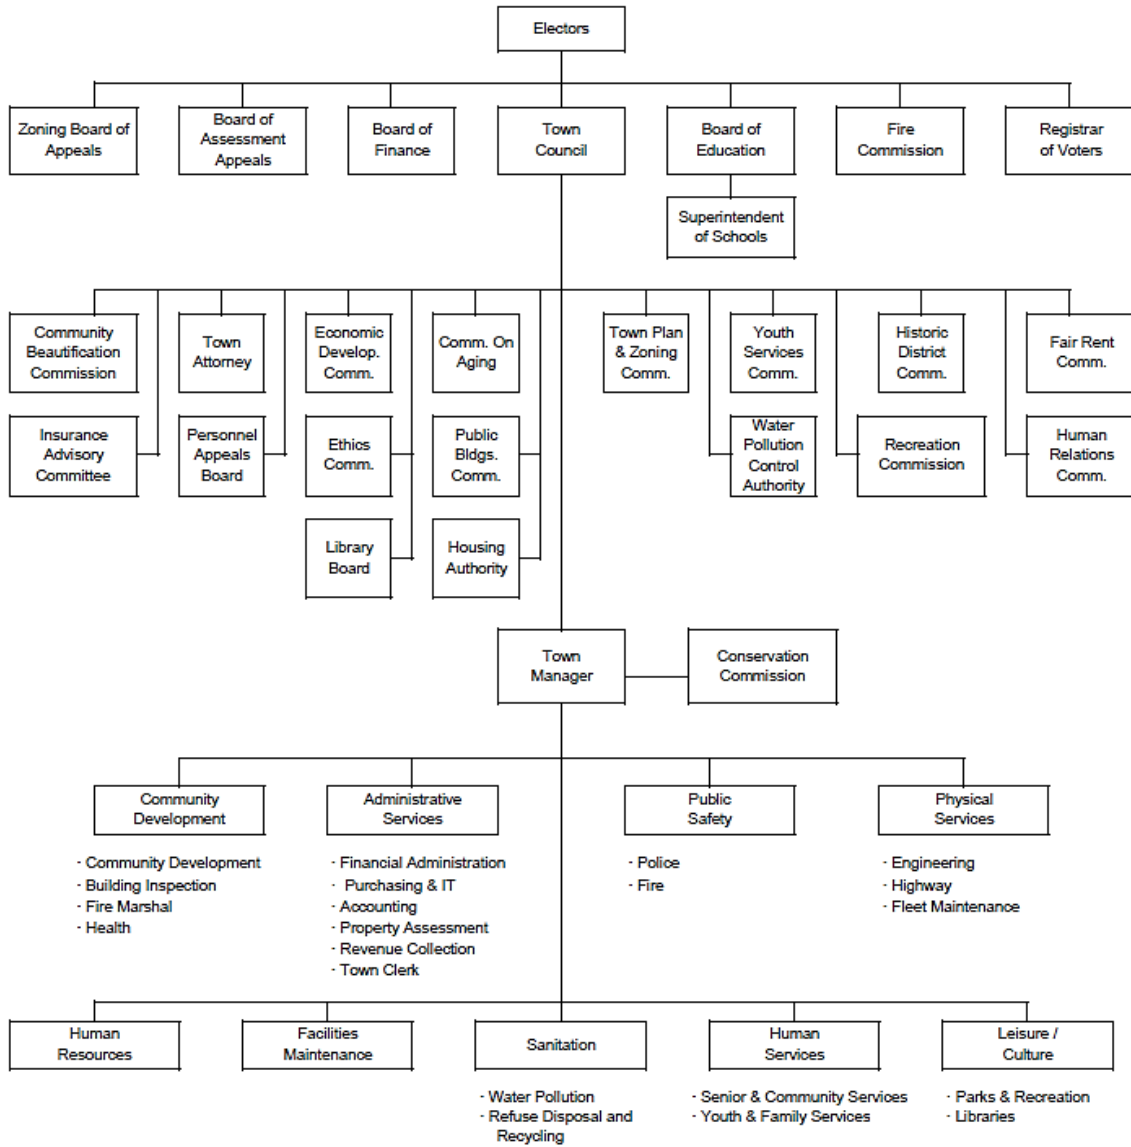 Electors
Zoning Board of
Appeals
Board of
Assessment
Appeals
Board of
Finance
Town
Council
Board of
Education
Fire
Commission
Registrar
of Voters
Superintendent
of Schools
Community
Beautification
Commission
Town
Attorney
Economic
Develop.
Comm.
Comm. On
Aging
Town Plan
& Zoning
Comm.
Youth
Services
Comm.
Historic
District
Comm.
Fair Rent
Comm.
Insurance
Advisory
Committee
Personnel
Appeals
Board
Ethics
Comm.
Public
Bldgs.
Comm.
Water
Pollution
Control
Authority
Recreation
Commission
Human
Relations
Comm.
Library
Board
Housing
Authority
Town
Manager
Conservation
Commission
Community
Development
Administrative
Services
Public
Safety
Physical
Services
· Community Development
· Building Inspection
· Fire Marshal
· Health
· Financial Administration
· Purchasing & IT
· Accounting
· Property Assessment
· Revenue Collection
· Town Clerk
· Police
· Fire
· Engineering
· Highway
· Fleet Maintenance
Human
Resources
Facilities
Maintenance
Sanitation
Human
Services
Leisure /
Culture
· Water Pollution
· Refuse Disposal and
Recycling
· Senior & Community Services
· Youth & Family Services
· Parks & Recreation
· Libraries